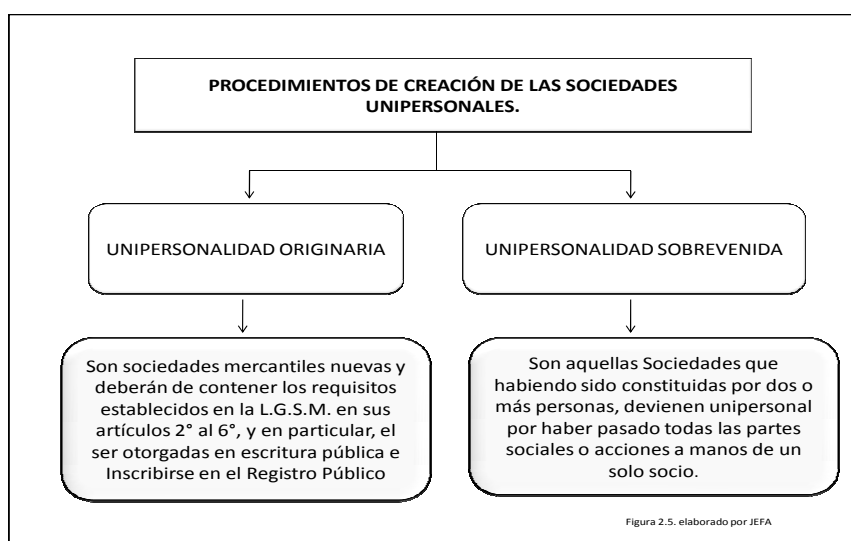 PROCEDIMIENTOS DE CREACIÓN DE LAS SOCIEDADES
UNIPERSONALES.
UNIPERSONALIDAD ORIGINARIA
UNIPERSONALIDAD SOBREVENIDA
Son sociedades mercantiles nuevas y
deberán de contener los requisitos
establecidos en la L.G.S.M. en sus
artículos 2° al 6°, y en particular, el
ser otorgadas en escritura pública e
Inscribirse en el Registro Público
Son aquellas Sociedades que
habiendo sido constituidas por dos o
más personas, devienen unipersonal
por haber pasado todas las partes
sociales o acciones a manos de un
solo socio.
Figura 2.5. elaborado por JEFA